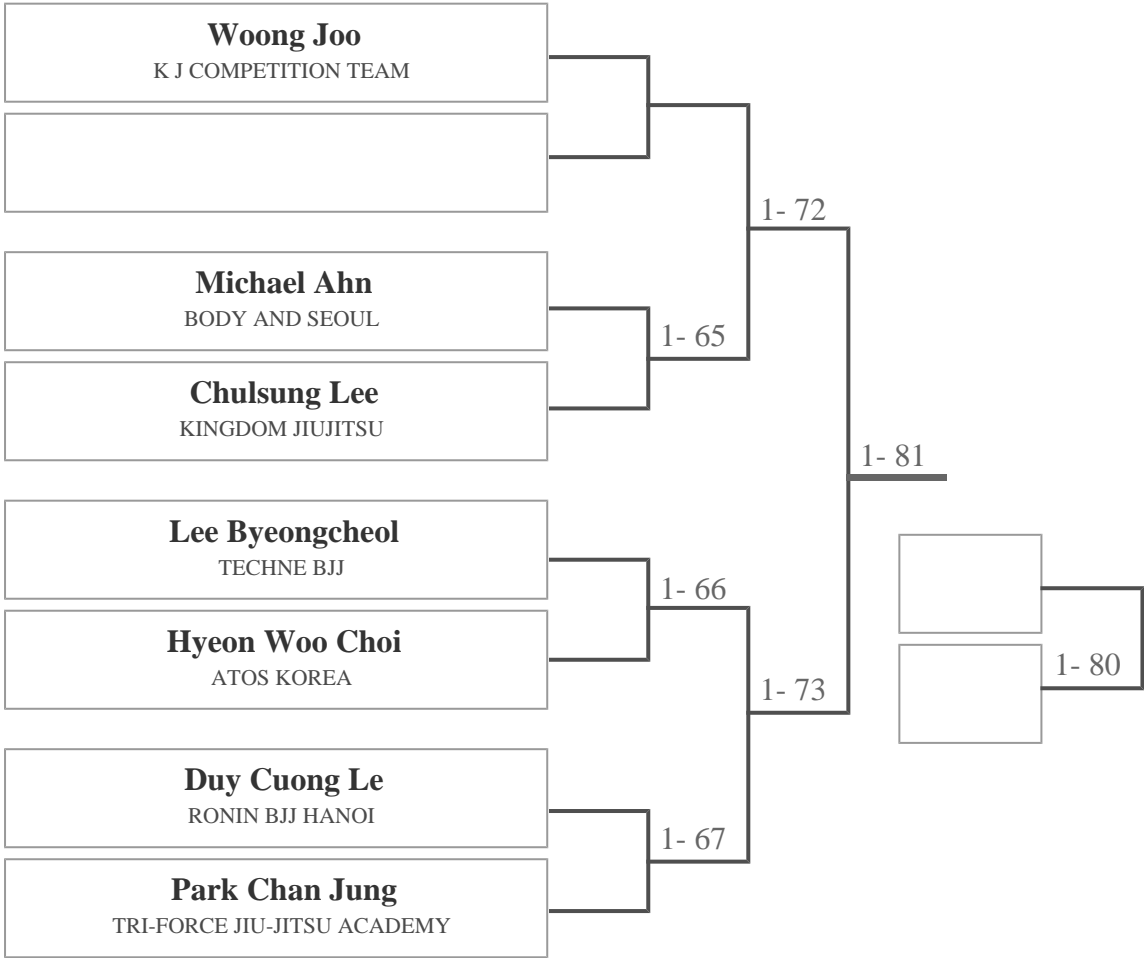 Woong Joo
K J COMPETITION TEAM
1- 72
Michael Ahn
BODY AND SEOUL
1- 65
Chulsung Lee
KINGDOM JIUJITSU
1- 81
Lee Byeongcheol
TECHNE BJJ
1- 66
Hyeon Woo Choi
ATOS KOREA
1- 80
1- 73
Duy Cuong Le
RONIN BJJ HANOI
1- 67
Park Chan Jung
TRI-FORCE JIU-JITSU ACADEMY